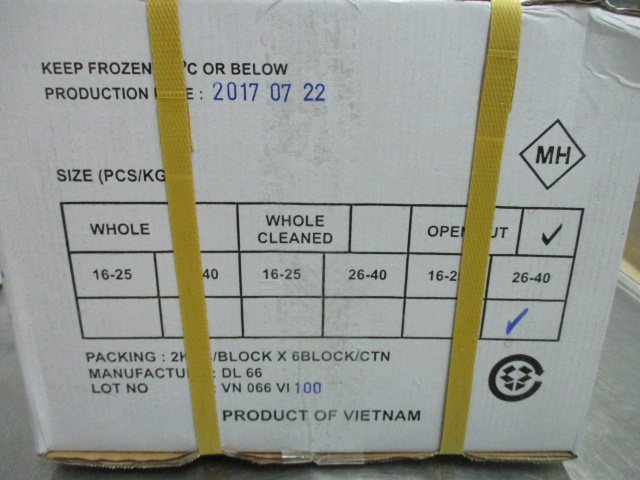 KEEP FROZEN °C OR BELOW
PRODUCTION E : 2017 07 22
MH
SIZE (PCS/KG
WHOLE WHOLE CLEANED OPEN UT ✓
16-25 40 16-25 26-40 16-2 26-40
✓
PACKING : 2K /BLOCK X 6BLOCK/CTN
MANUFACTU : DL 66
LOT NO : VN 066 VI 100
PRODUCT OF VIETNAM